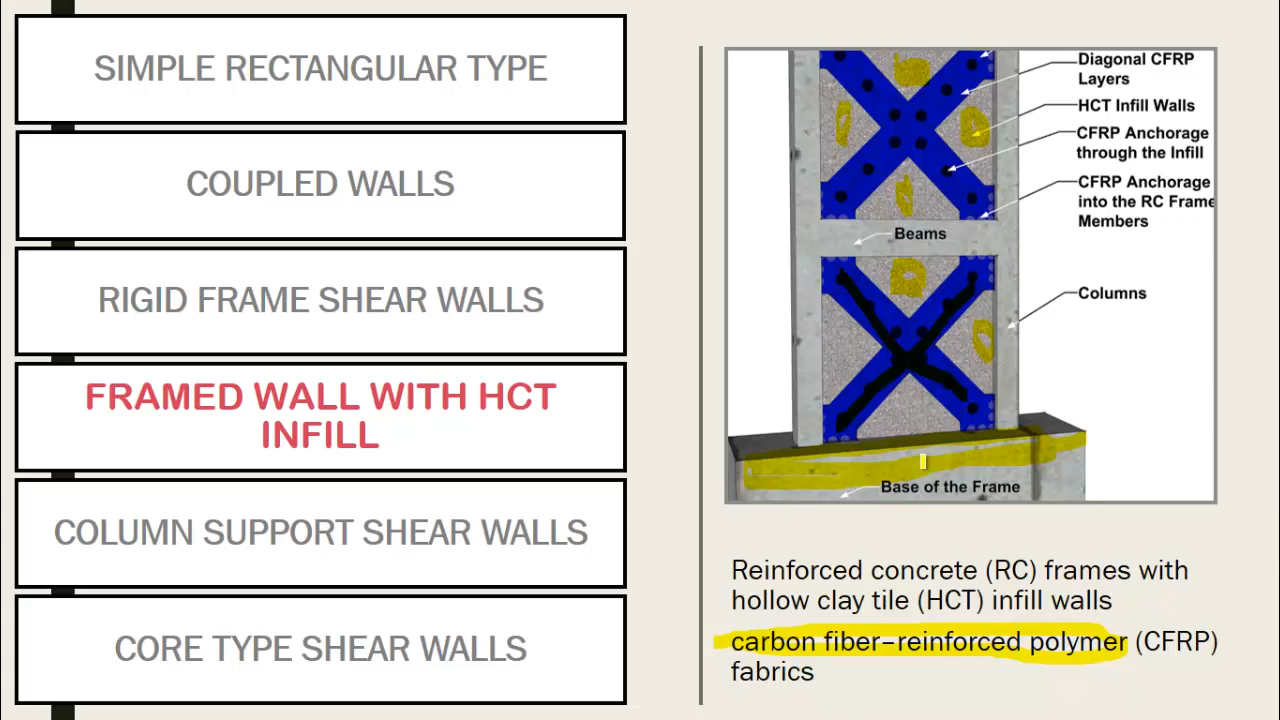 SIMPLE RECTANGULAR TYPE
COUPLED WALLS
RIGID FRAME SHEAR WALLS
FRAMED WALL WITH HCT
INFILL
COLUMN SUPPORT SHEAR WALLS
CORE TYPE SHEAR WALLS
Diagonal CFRP
Layers
HCT Infill Walls
CFRP Anchorage
through the Infill
CFRP Anchorage
into the RC Frame
Members
Beams
Columns
Base of the Frame
Reinforced concrete (RC) frames with
hollow clay tile (HCT) infill walls
carbon fiber–reinforced polymer (CFRP)
fabrics